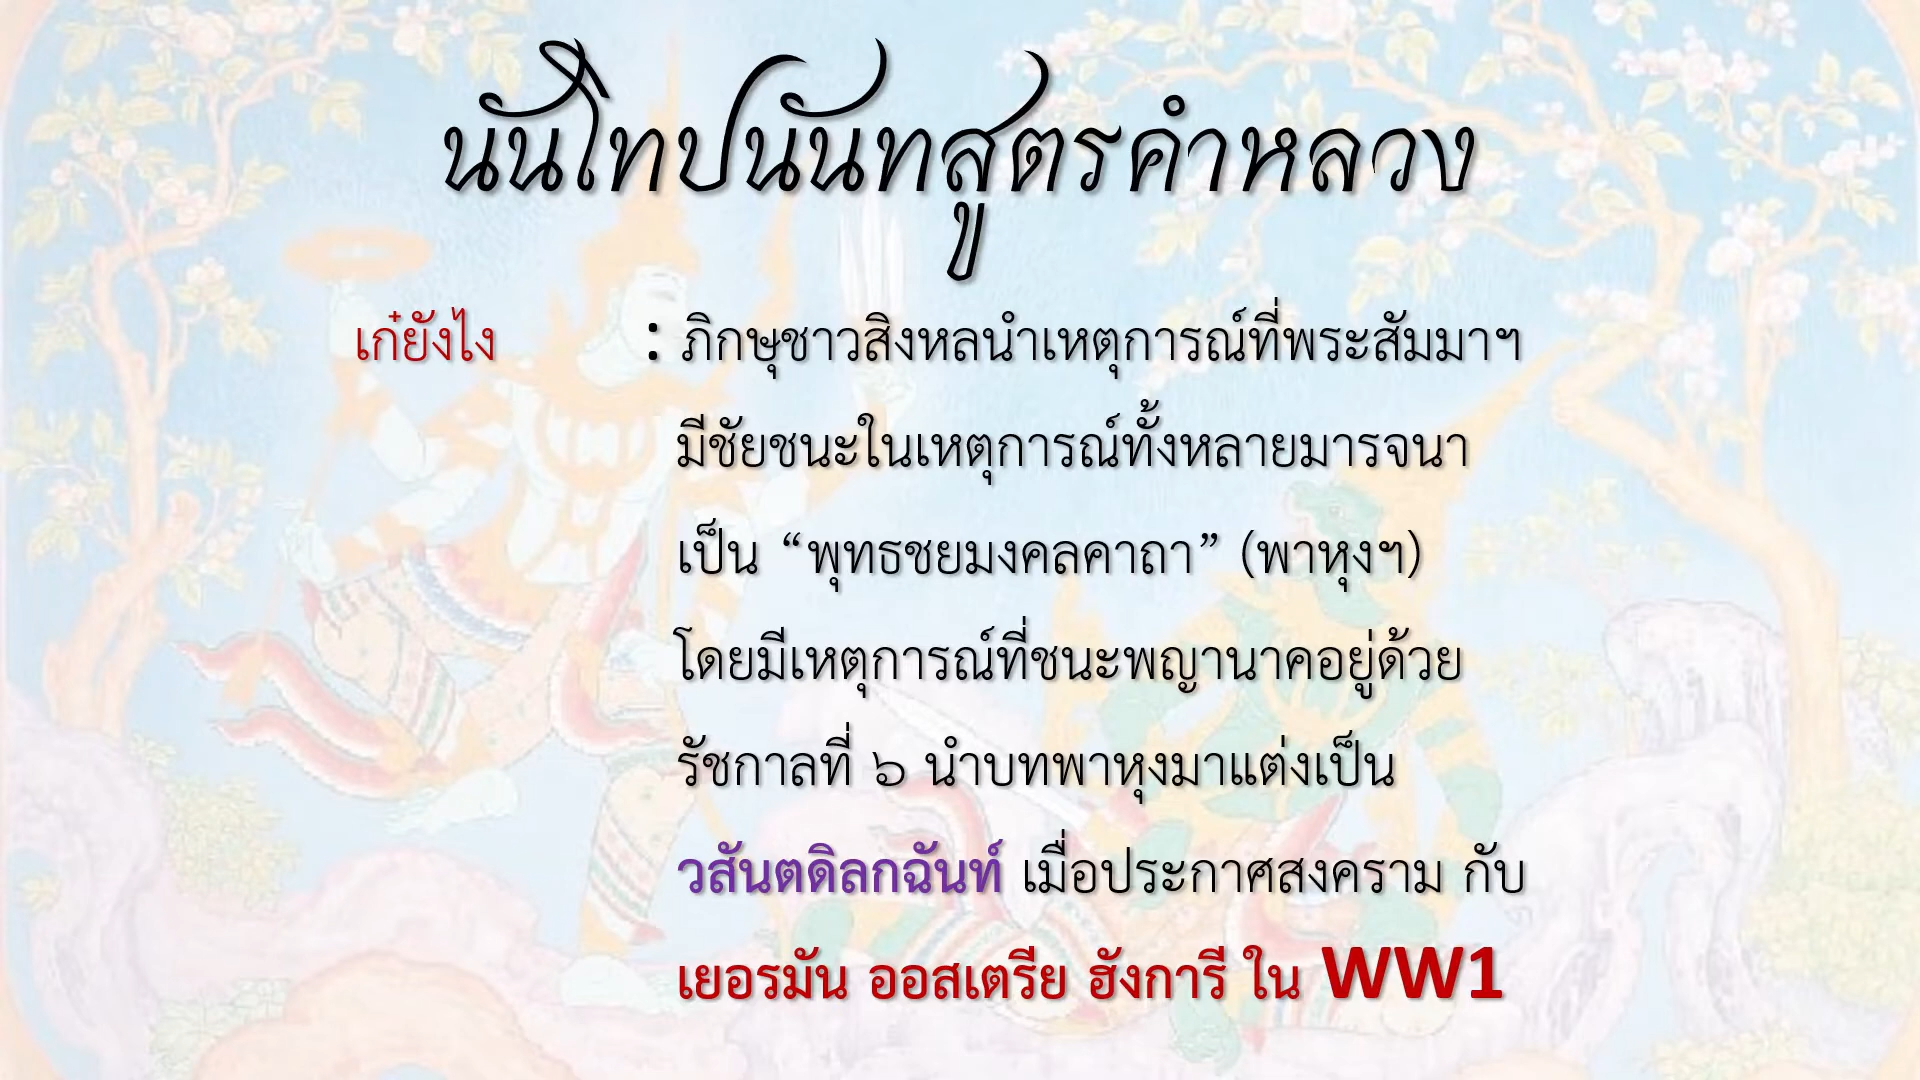 นันโทปนันทสูตรคำหลวง
เก๋ยังไง : ภิกษุชาวสิงหลนำเหตุการณ์ที่พระสัมมาฯ
มีชัยชนะในเหตุการณ์ทั้งหลายมารจนา
เป็น “พุทธชยมงคลคาถา” (พาหุงฯ)
โดยมีเหตุการณ์ที่ชนะพญานาคอยู่ด้วย
รัชกาลที่ ๖ นำบทพาหุงมาแต่งเป็น
วสันตดิลกฉันท์ เมื่อประกาศสงคราม กับ
เยอรมัน ออสเตรีย ฮังการี ใน WW1